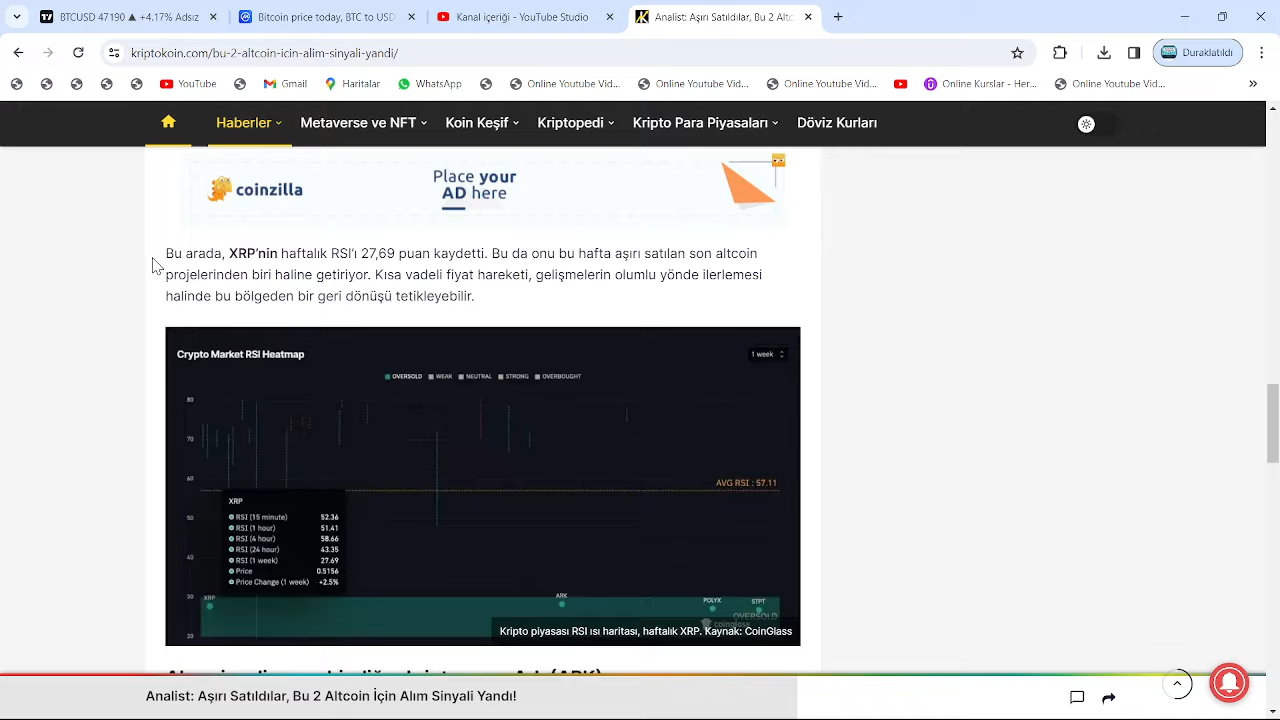 BTCUSD 47190 ▲ +4.17% Adsız
Bitcoin price, BTC to USD, +
Kanal içeriği - YouTube
Analist: Aşırı Satıldılar, Bu 2 Altc
kriptokoin.com/bu-2-altcoin-icin-alim-sinyali-yandi/
Duraklatıldı
YouTube
Gmail
Haritalar
WhatsApp
Online Youtube Vid...
Online Youtube Vid...
Online Youtube Vid...
Online Kurslar - Her...
Online Youtube Vid...
Haberler
Metaverse ve NFT
Koin Keşif
Kriptopedi
Kripto Para Piyasaları
Döviz Kurları
coinzilla
Place your
AD here
Bu arada, XRP'nin haftalık RSI'ı 27,69 puan kaydetti. Bu da onu bu hafta aşırı satılan son altcoin
projelerinden biri haline getiriyor. Kısa vadeli fiyat hareketi, gelişmelerin olumlu yönde ilerlemesi
halinde bu bölgeden bir geri dönüşü tetikleyebilir.
Crypto Market RSI Heatmap
1 week
OVERSOLD WEAK NEUTRAL STRONG OVERBOUGHT
80
70
60
AVG RSI : 57.11
50
40
30
20
XRP
RSI (15 minute) 52.36
RSI (1 hour) 51.41
RSI (4 hour) 58.66
RSI (24 hour) 43.35
RSI (1 week) 27.69
Price 0.5156
Price Change (1 week) +2.5%
XRP
ARK
POLYX
STPT
OVERSOLD
coinglass
Kripto piyasası RSI ısı haritası, haftalık XRP. Kaynak: CoinGlass
Analist: Aşırı Satıldılar, Bu 2 Altcoin İçin Alım Sinyali Yandı!